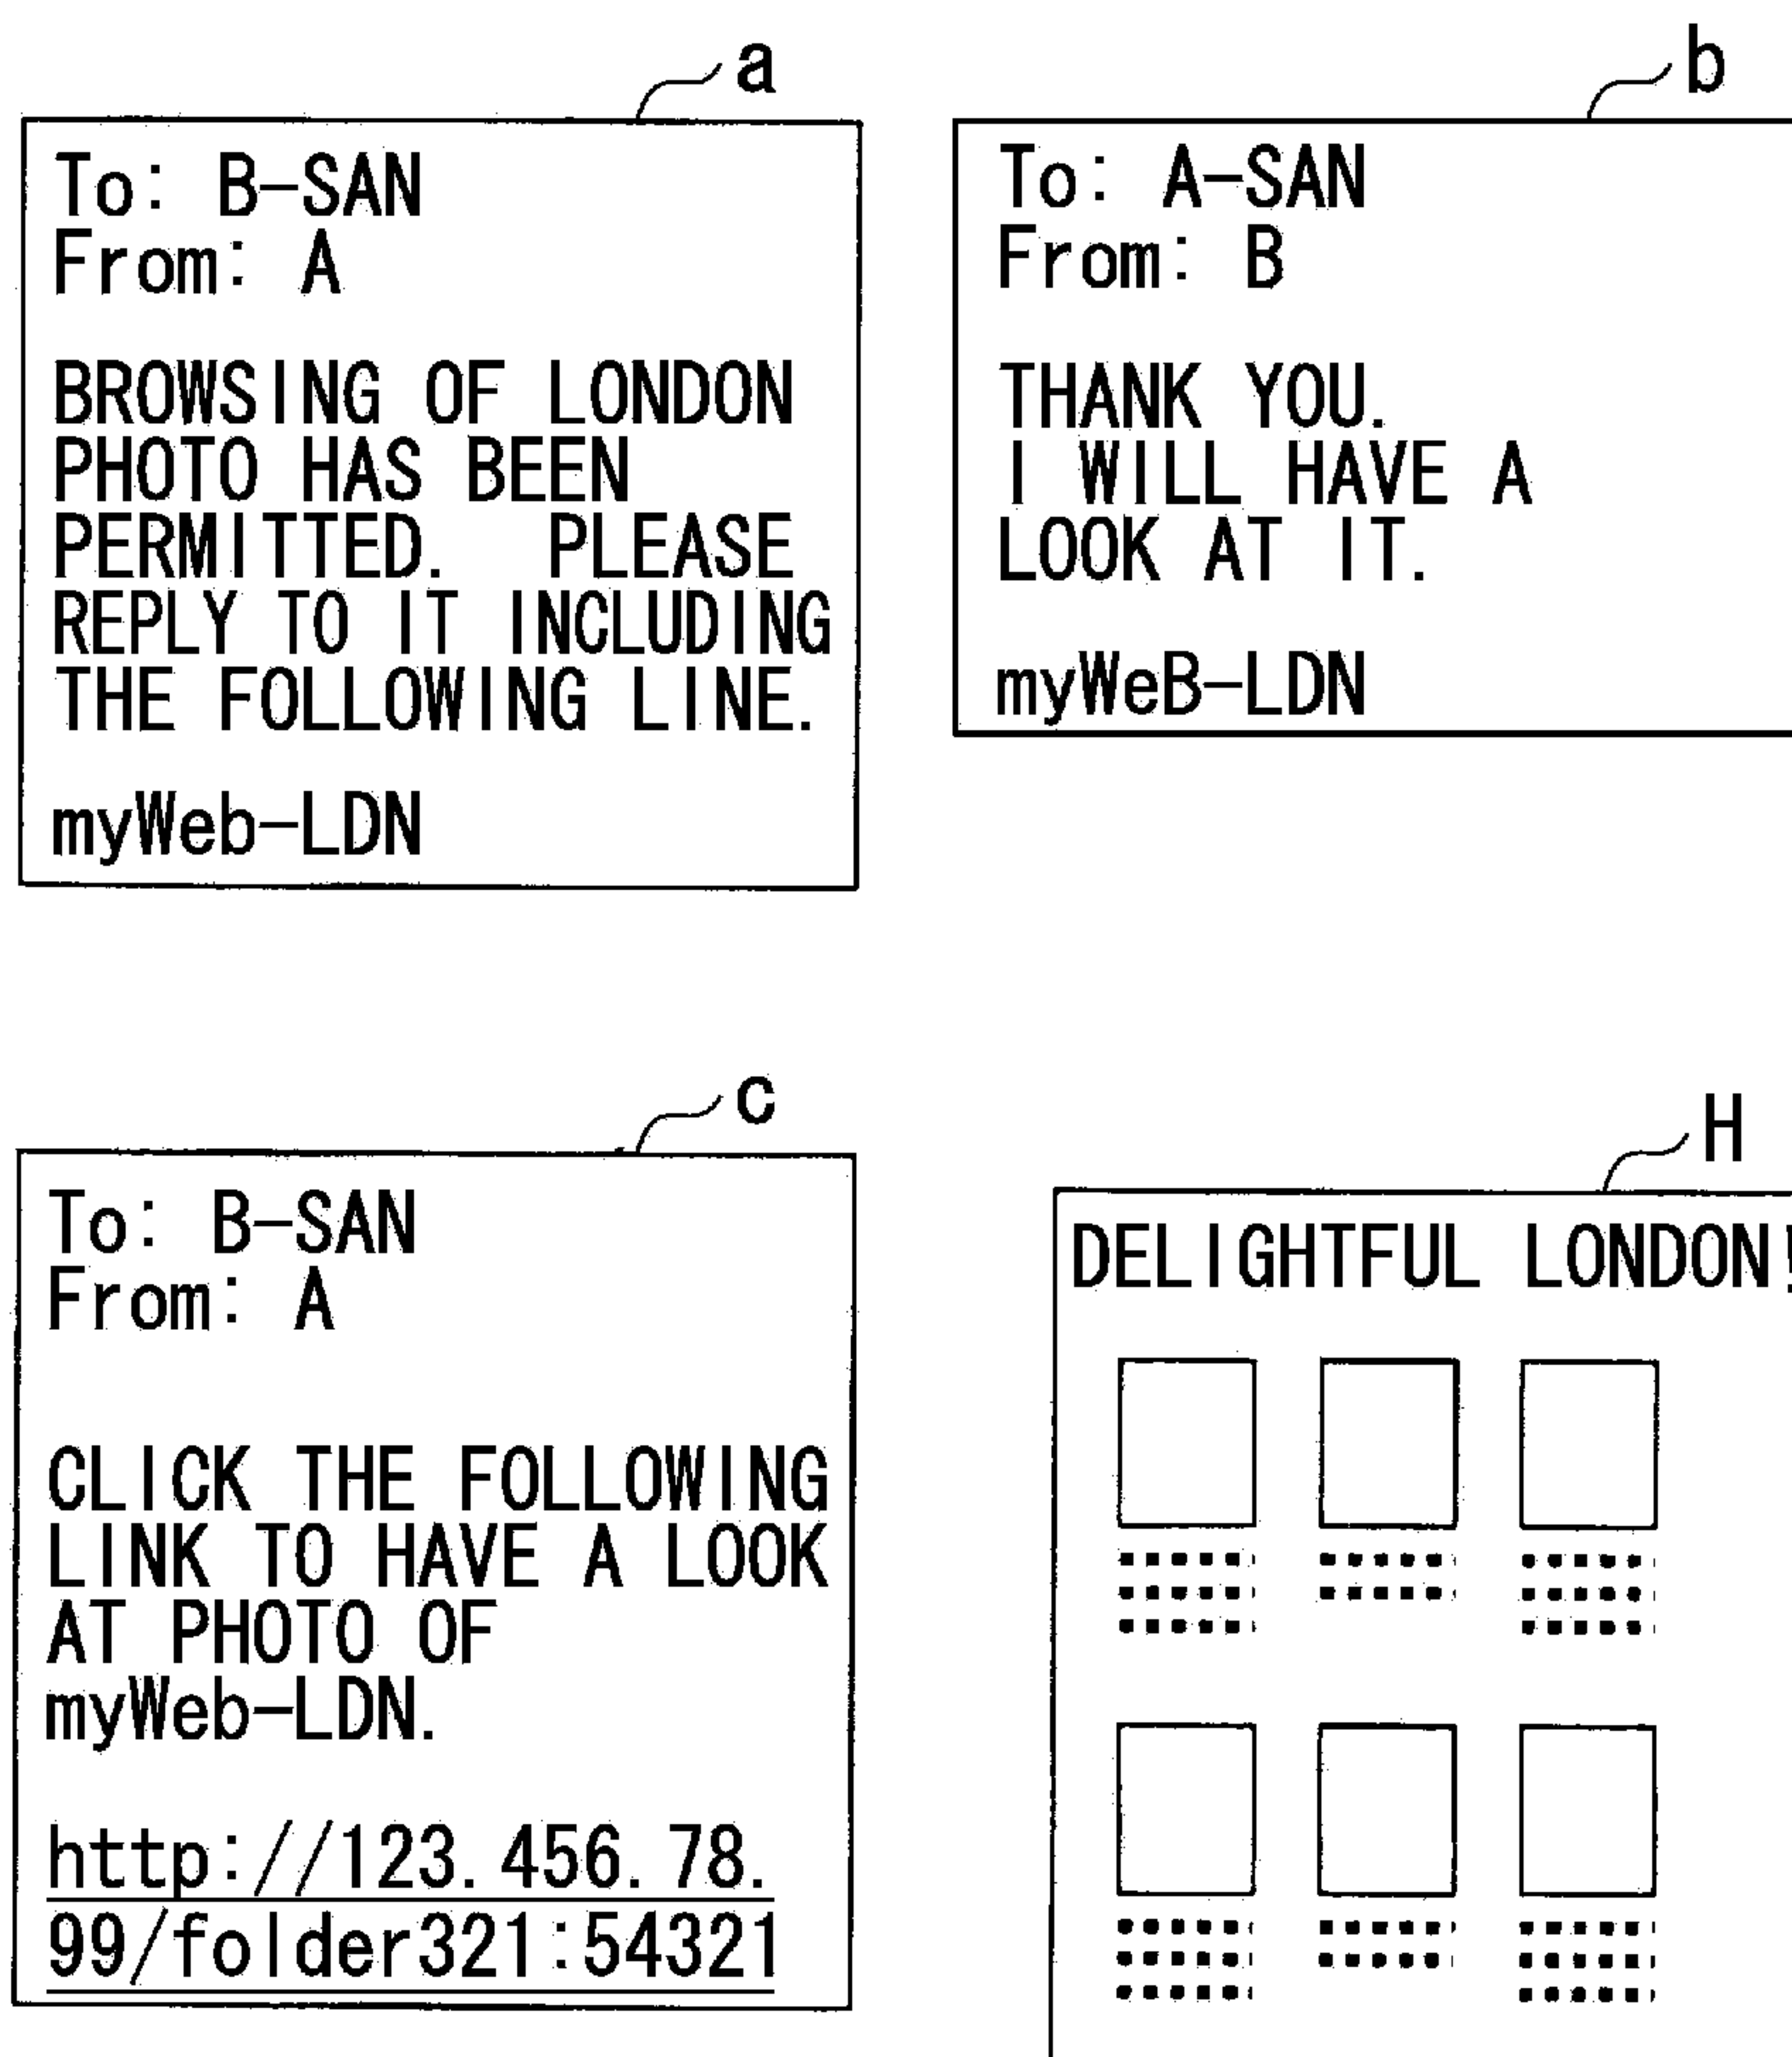 a
To: B-SAN
From: A
BROWSING OF LONDON
PHOTO HAS BEEN
PERMITTED. PLEASE
REPLY TO IT INCLUDING
THE FOLLOWING LINE.
myWeb-LDN
b
To: A-SAN
From: B
THANK YOU.
I WILL HAVE A
LOOK AT IT.
myWeB-LDN
c
To: B-SAN
From: A
CLICK THE FOLLOWING
LINK TO HAVE A LOOK
AT PHOTO OF
myWeb-LDN.
http://123.456.78.
99/folder321:54321
H
DELIGHTFUL LONDON!